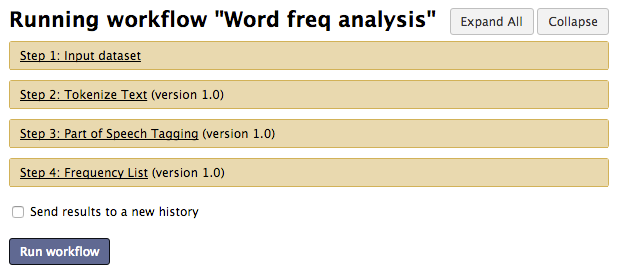 Running workflow "Word freq analysis" Expand All Collapse
Step 1: Input dataset
Step 2: Tokenize Text (version 1.0)
Step 3: Part of Speech Tagging (version 1.0)
Step 4: Frequency List (version 1.0)
Send results to a new history
Run workflow